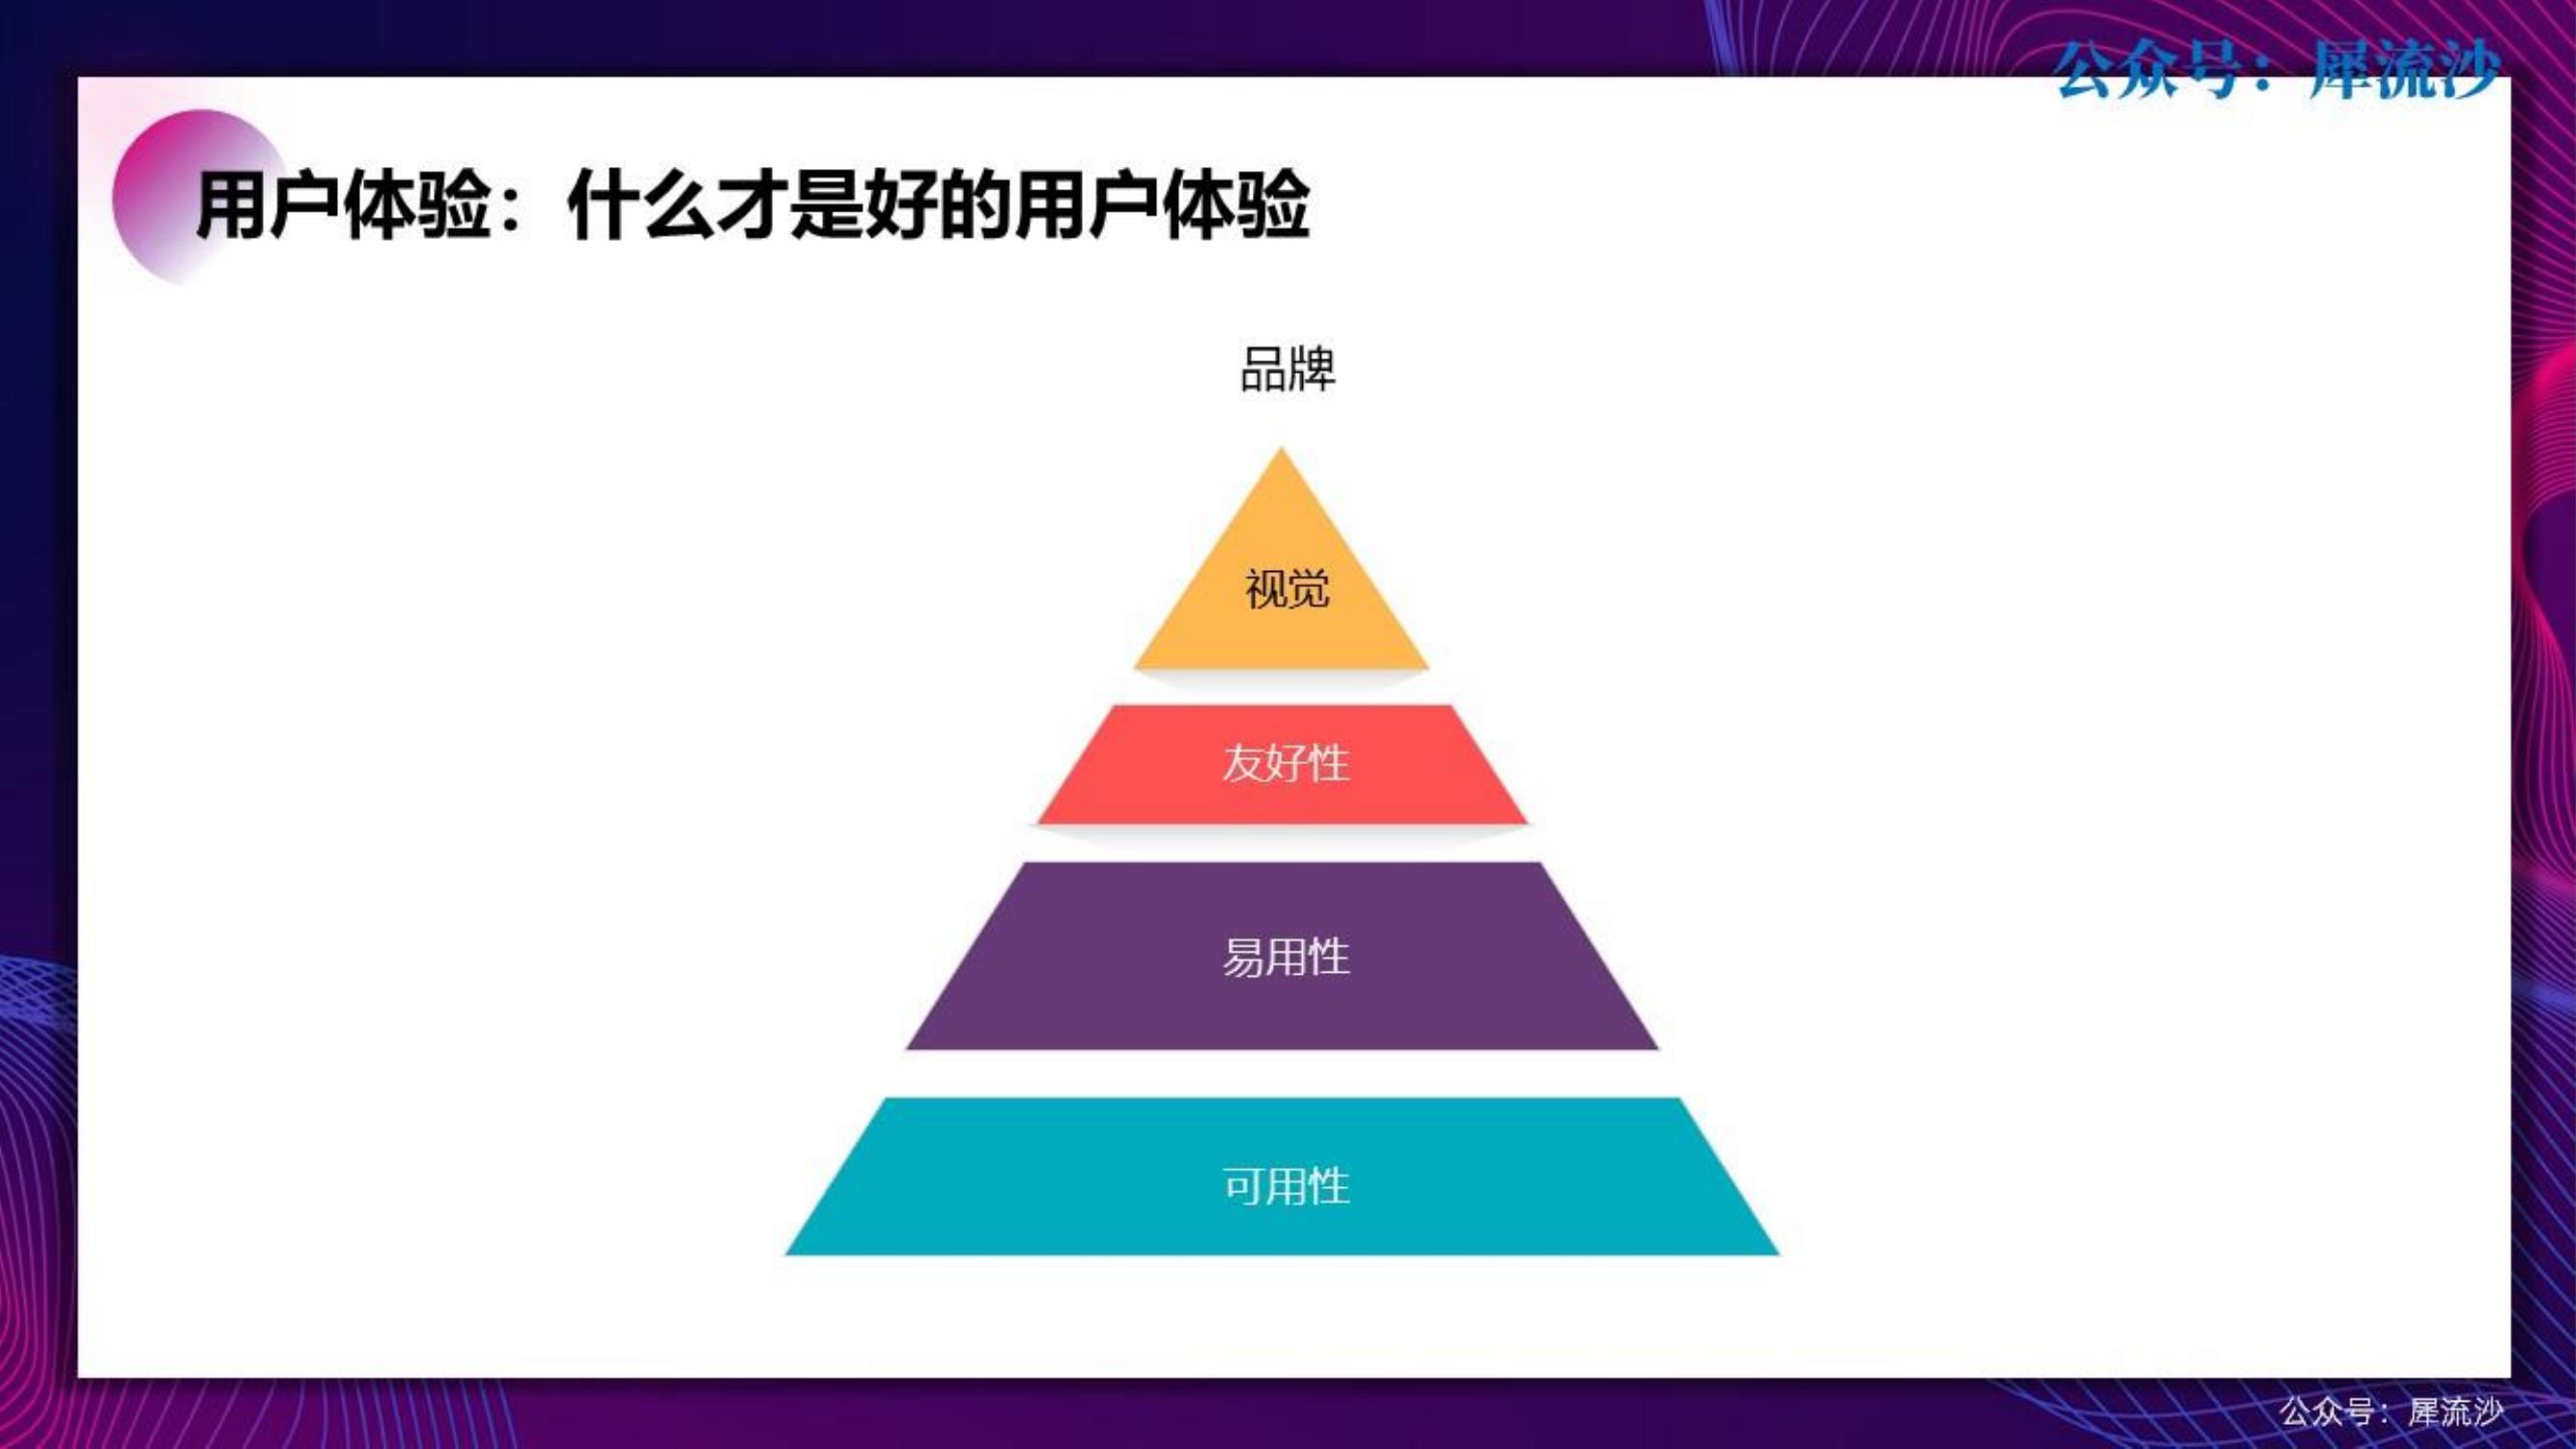 公众号：犀流沙
用户体验：什么才是好的用户体验
品牌
视觉
友好性
易用性
可用性
公众号：犀流沙